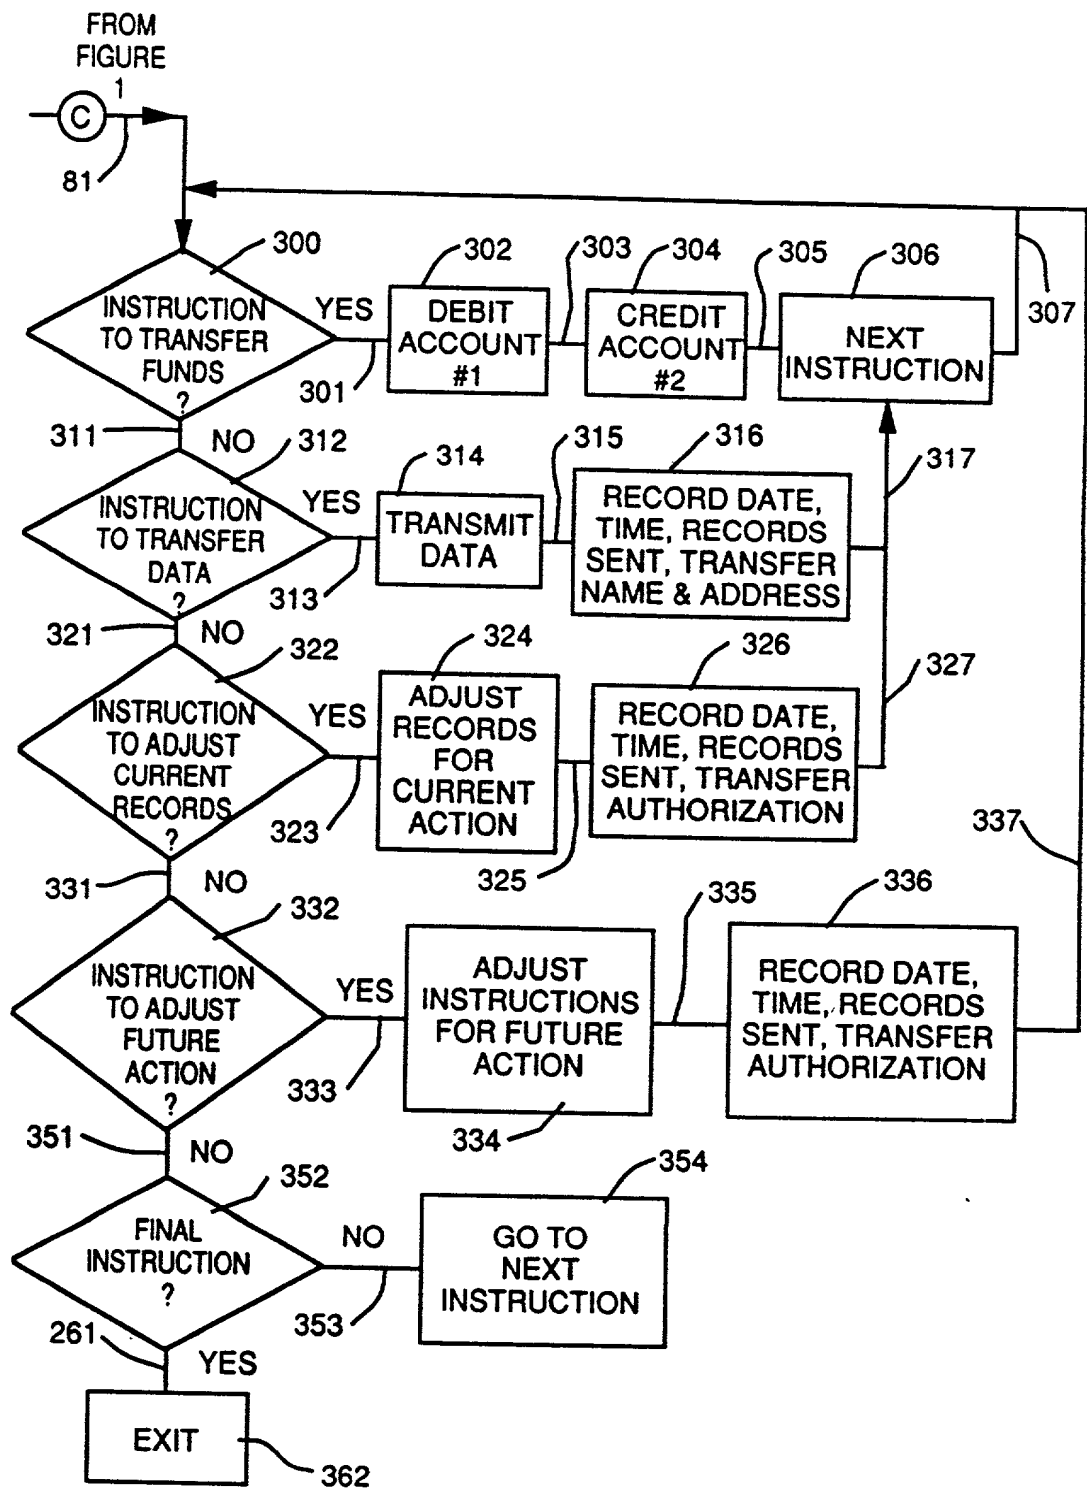 FROM
FIGURE
1
C
81
300
INSTRUCTION
TO TRANSFER
FUNDS
?
YES
301
302
DEBIT
ACCOUNT
#1
303
304
CREDIT
ACCOUNT
#2
305
306
NEXT
INSTRUCTION
307
311
NO
312
INSTRUCTION
TO TRANSFER
DATA
?
YES
313
314
TRANSMIT
DATA
315
316
RECORD DATE,
TIME, RECORDS
SENT, TRANSFER
NAME & ADDRESS
317
321
NO
322
INSTRUCTION
TO ADJUST
CURRENT
RECORDS
?
YES
323
324
ADJUST
RECORDS
FOR
CURRENT
ACTION
325
326
RECORD DATE,
TIME, RECORDS
SENT, TRANSFER
AUTHORIZATION
327
331
NO
332
INSTRUCTION
TO ADJUST
FUTURE
ACTION
?
YES
333
ADJUST
INSTRUCTIONS
FOR FUTURE
ACTION
334
335
336
RECORD DATE,
TIME, RECORDS
SENT, TRANSFER
AUTHORIZATION
337
351
NO
352
FINAL
INSTRUCTION
?
NO
353
354
GO TO
NEXT
INSTRUCTION
261
YES
EXIT
362